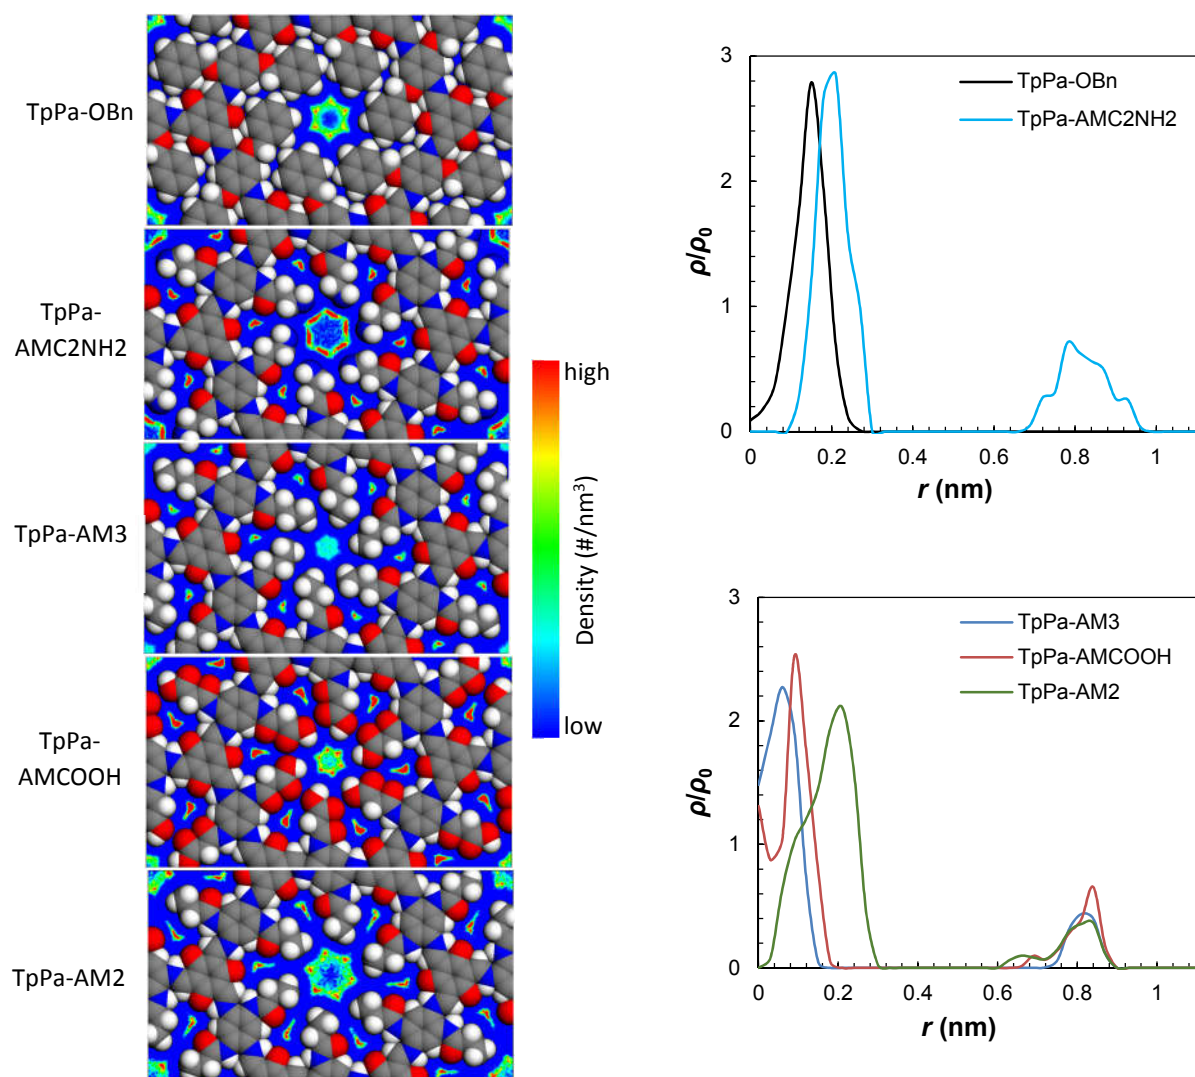 TpPa-OBn
TpPa-
AMC2NH2
TpPa-AM3
TpPa-
AMCOOH
TpPa-AM2
high
Density (#/nm³)
low
3
2
1
0
ρ/ρ₀
TpPa-OBn
TpPa-AMC2NH2
0 0.2 0.4 0.6 0.8 1
r (nm)
3
2
1
0
ρ/ρ₀
TpPa-AM3
TpPa-AMCOOH
TpPa-AM2
0 0.2 0.4 0.6 0.8 1
r (nm)